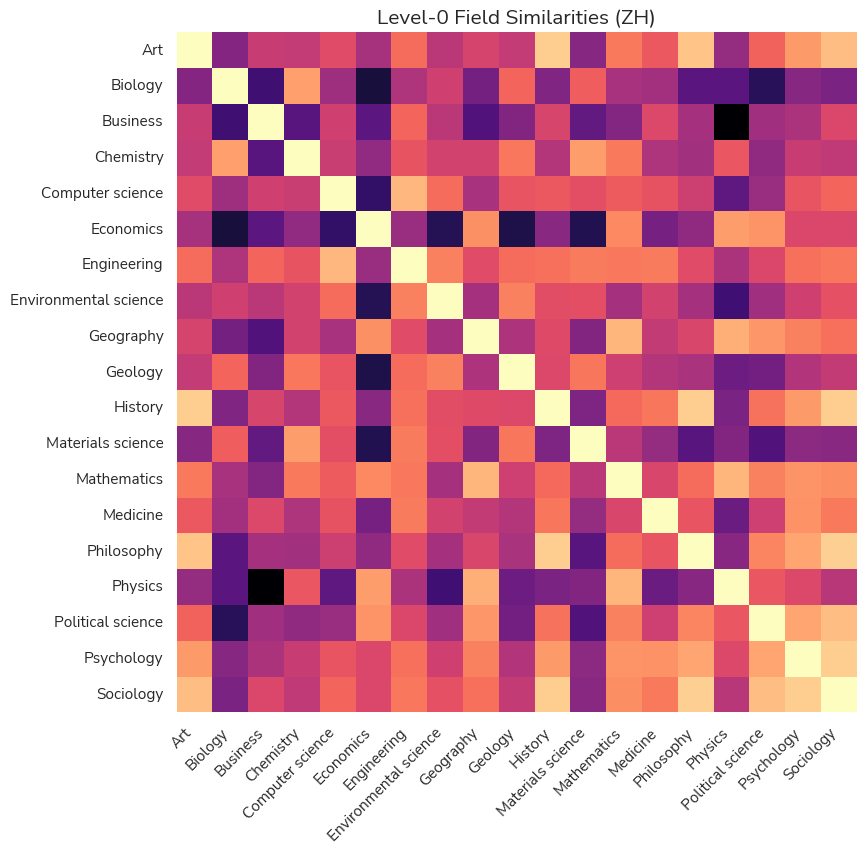 Level-0 Field Similarities (ZH)
Art
Biology
Business
Chemistry
Computer science
Economics
Engineering
Environmental science
Geography
Geology
History
Materials science
Mathematics
Medicine
Philosophy
Physics
Political science
Psychology
Sociology
Art
Biology
Business
Chemistry
Computer science
Economics
Engineering
Environmental science
Geography
Geology
History
Materials science
Mathematics
Medicine
Philosophy
Physics
Political science
Psychology
Sociology